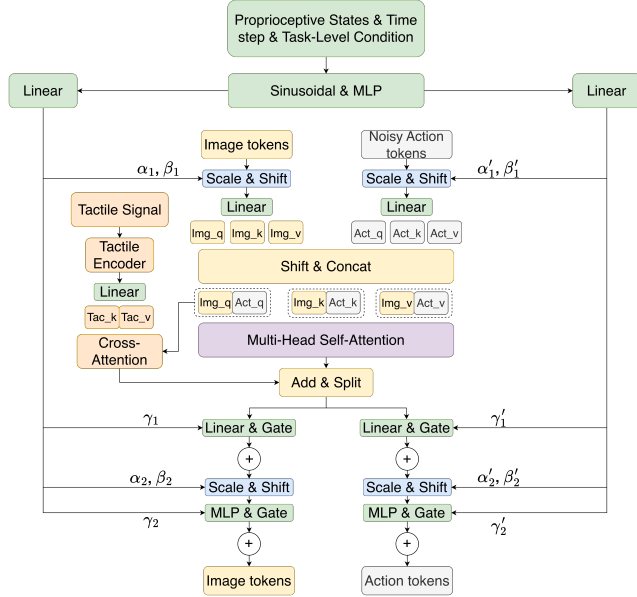 Proprioceptive States & Time
step & Task-Level Condition
Linear
Sinusoidal & MLP
Linear
Image tokens
Noisy Action
tokens
α₁, β₁
Scale & Shift
Scale & Shift
α′₁, β′₁
Linear
Linear
Tactile Signal
Img_q
Img_k
Img_v
Act_q
Act_k
Act_v
Tactile
Encoder
Shift & Concat
Linear
Img_q
Act_q
Img_k
Act_k
Img_v
Act_v
Tac_k
Tac_v
Cross-
Attention
Multi-Head Self-Attention
Add & Split
γ₁
Linear & Gate
Linear & Gate
γ′₁
+
+
α₂, β₂
Scale & Shift
Scale & Shift
α′₂, β′₂
γ₂
MLP & Gate
MLP & Gate
γ′₂
+
+
Image tokens
Action tokens